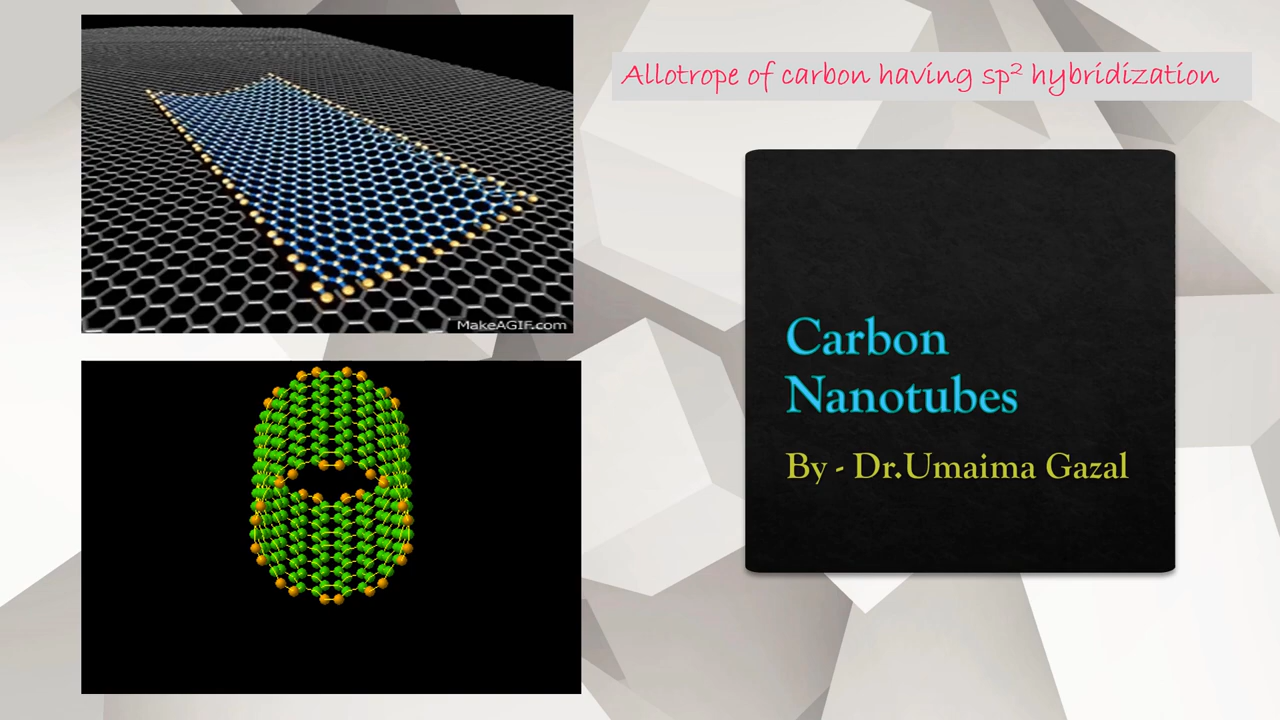 Allotrope of carbon having sp² hybridization
MakeAGIF.com
Carbon
Nanotubes
By - Dr.Umaima Gazal